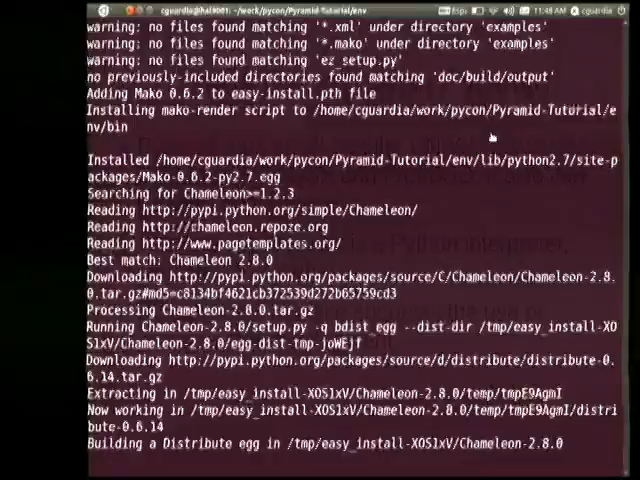 cguardia@hal9001: ~/work/pycon/Pyramid-Tutorial/env
11:48 AM
cguardia
warning: no files found matching '*.xml' under directory 'examples'
warning: no files found matching '*.mako' under directory 'examples'
warning: no files found matching 'ez_setup.py'
no previously-included directories found matching 'doc/build/output'
Adding Mako 0.6.2 to easy-install.pth file
Installing mako-render script to /home/cguardia/work/pycon/Pyramid-Tutorial/e
nv/bin
Installed /home/cguardia/work/pycon/Pyramid-Tutorial/env/lib/python2.7/site-p
ackages/Mako-0.6.2-py2.7.egg
Searching for Chameleon>=1.2.3
Reading http://pypi.python.org/simple/Chameleon/
Reading http://chameleon.repoze.org
Reading http://www.pagetemplates.org/
Best match: Chameleon 2.8.0
Downloading http://pypi.python.org/packages/source/C/Chameleon/Chameleon-2.8.
0.tar.gz#md5=c8134bf4621cb372539d272b65759cd3
Processing Chameleon-2.8.0.tar.gz
Running Chameleon-2.8.0/setup.py -q bdist_egg --dist-dir /tmp/easy_install-XO
S1xV/Chameleon-2.8.0/egg-dist-tmp-joWEjf
Downloading http://pypi.python.org/packages/source/d/distribute/distribute-0.
6.14.tar.gz
Extracting in /tmp/easy_install-XOS1xV/Chameleon-2.8.0/temp/tmpE9AgmI
Now working in /tmp/easy_install-XOS1xV/Chameleon-2.8.0/temp/tmpE9AgmI/distri
bute-0.6.14
Building a Distribute egg in /tmp/easy_install-XOS1xV/Chameleon-2.8.0